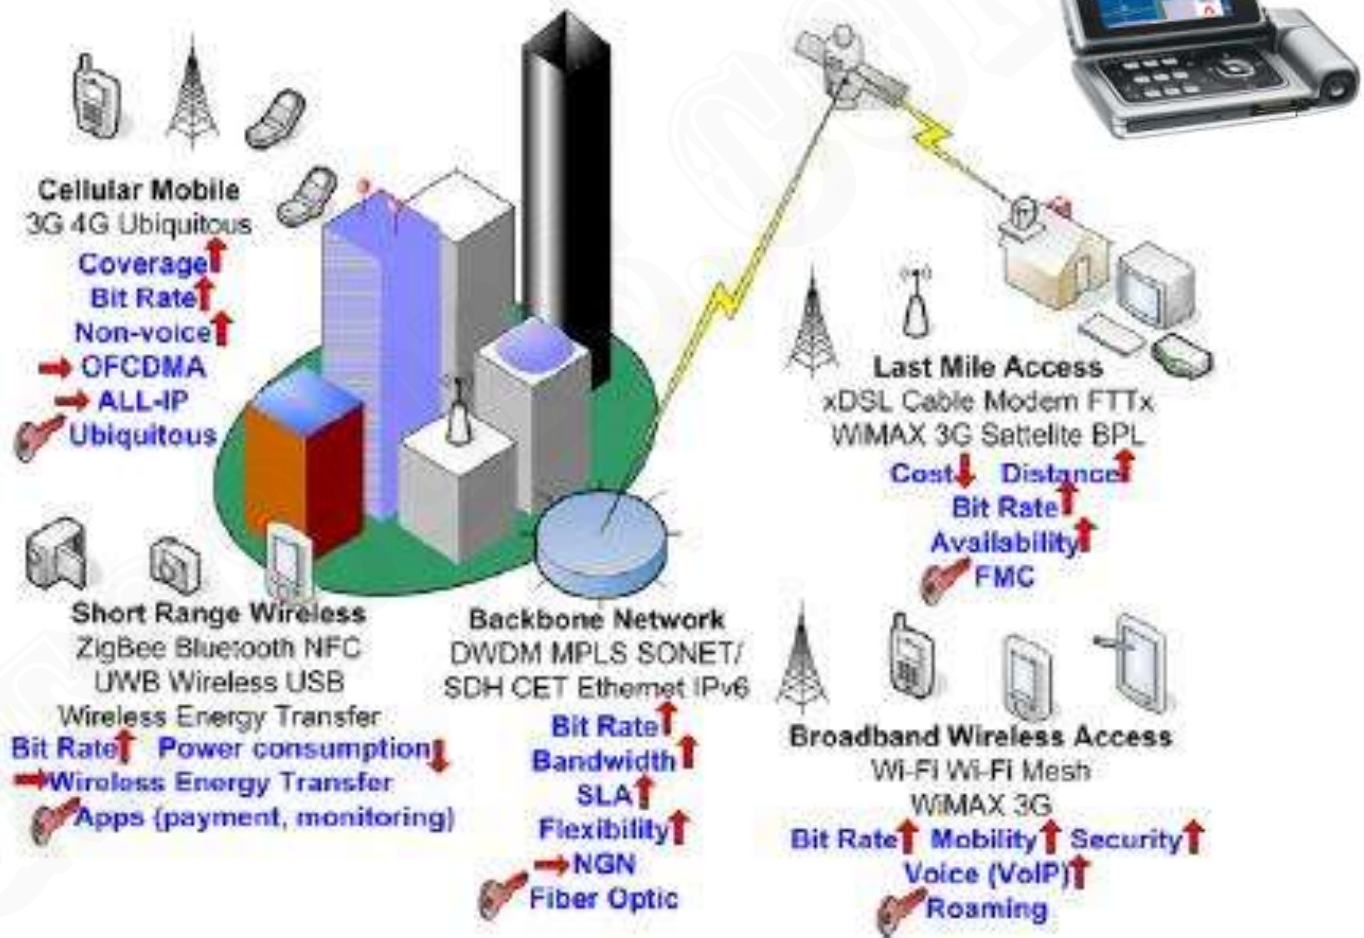 Cellular Mobile
3G 4G Ubiquitous
Coverage
Bit Rate
Non-voice
OFCDMA
ALL-IP
Ubiquitous
Short Range Wireless
ZigBee Bluetooth NFC
UWB Wireless USB
Wireless Energy Transfer
Bit Rate Power consumption
Wireless Energy Transfer
Apps (payment, monitoring)
Backbone Network
DWDM MPLS SONET/
SDH CET Ethernet IPv6
Bit Rate
Bandwidth
SLA
Flexibility
NGN
Fiber Optic
Last Mile Access
xDSL Cable Modem FTTx
WiMAX 3G Sattelite BPL
Cost Distance
Bit Rate
Availability
FMC
Broadband Wireless Access
Wi-Fi Wi-Fi Mesh
WiMAX 3G
Bit Rate Mobility Security
Voice (VoIP)
Roaming